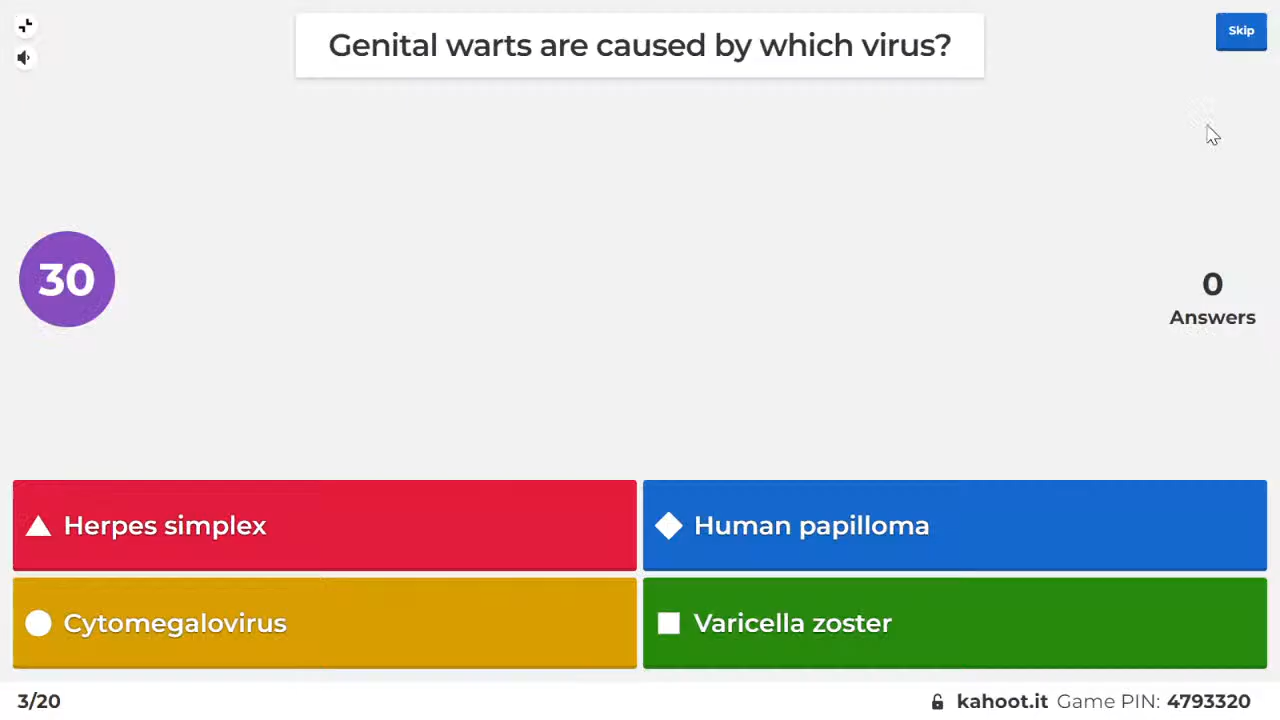 Genital warts are caused by which virus?
Skip
30
0
Answers
Herpes simplex
Human papilloma
Cytomegalovirus
Varicella zoster
3/20
kahoot.it Game PIN: 4793320